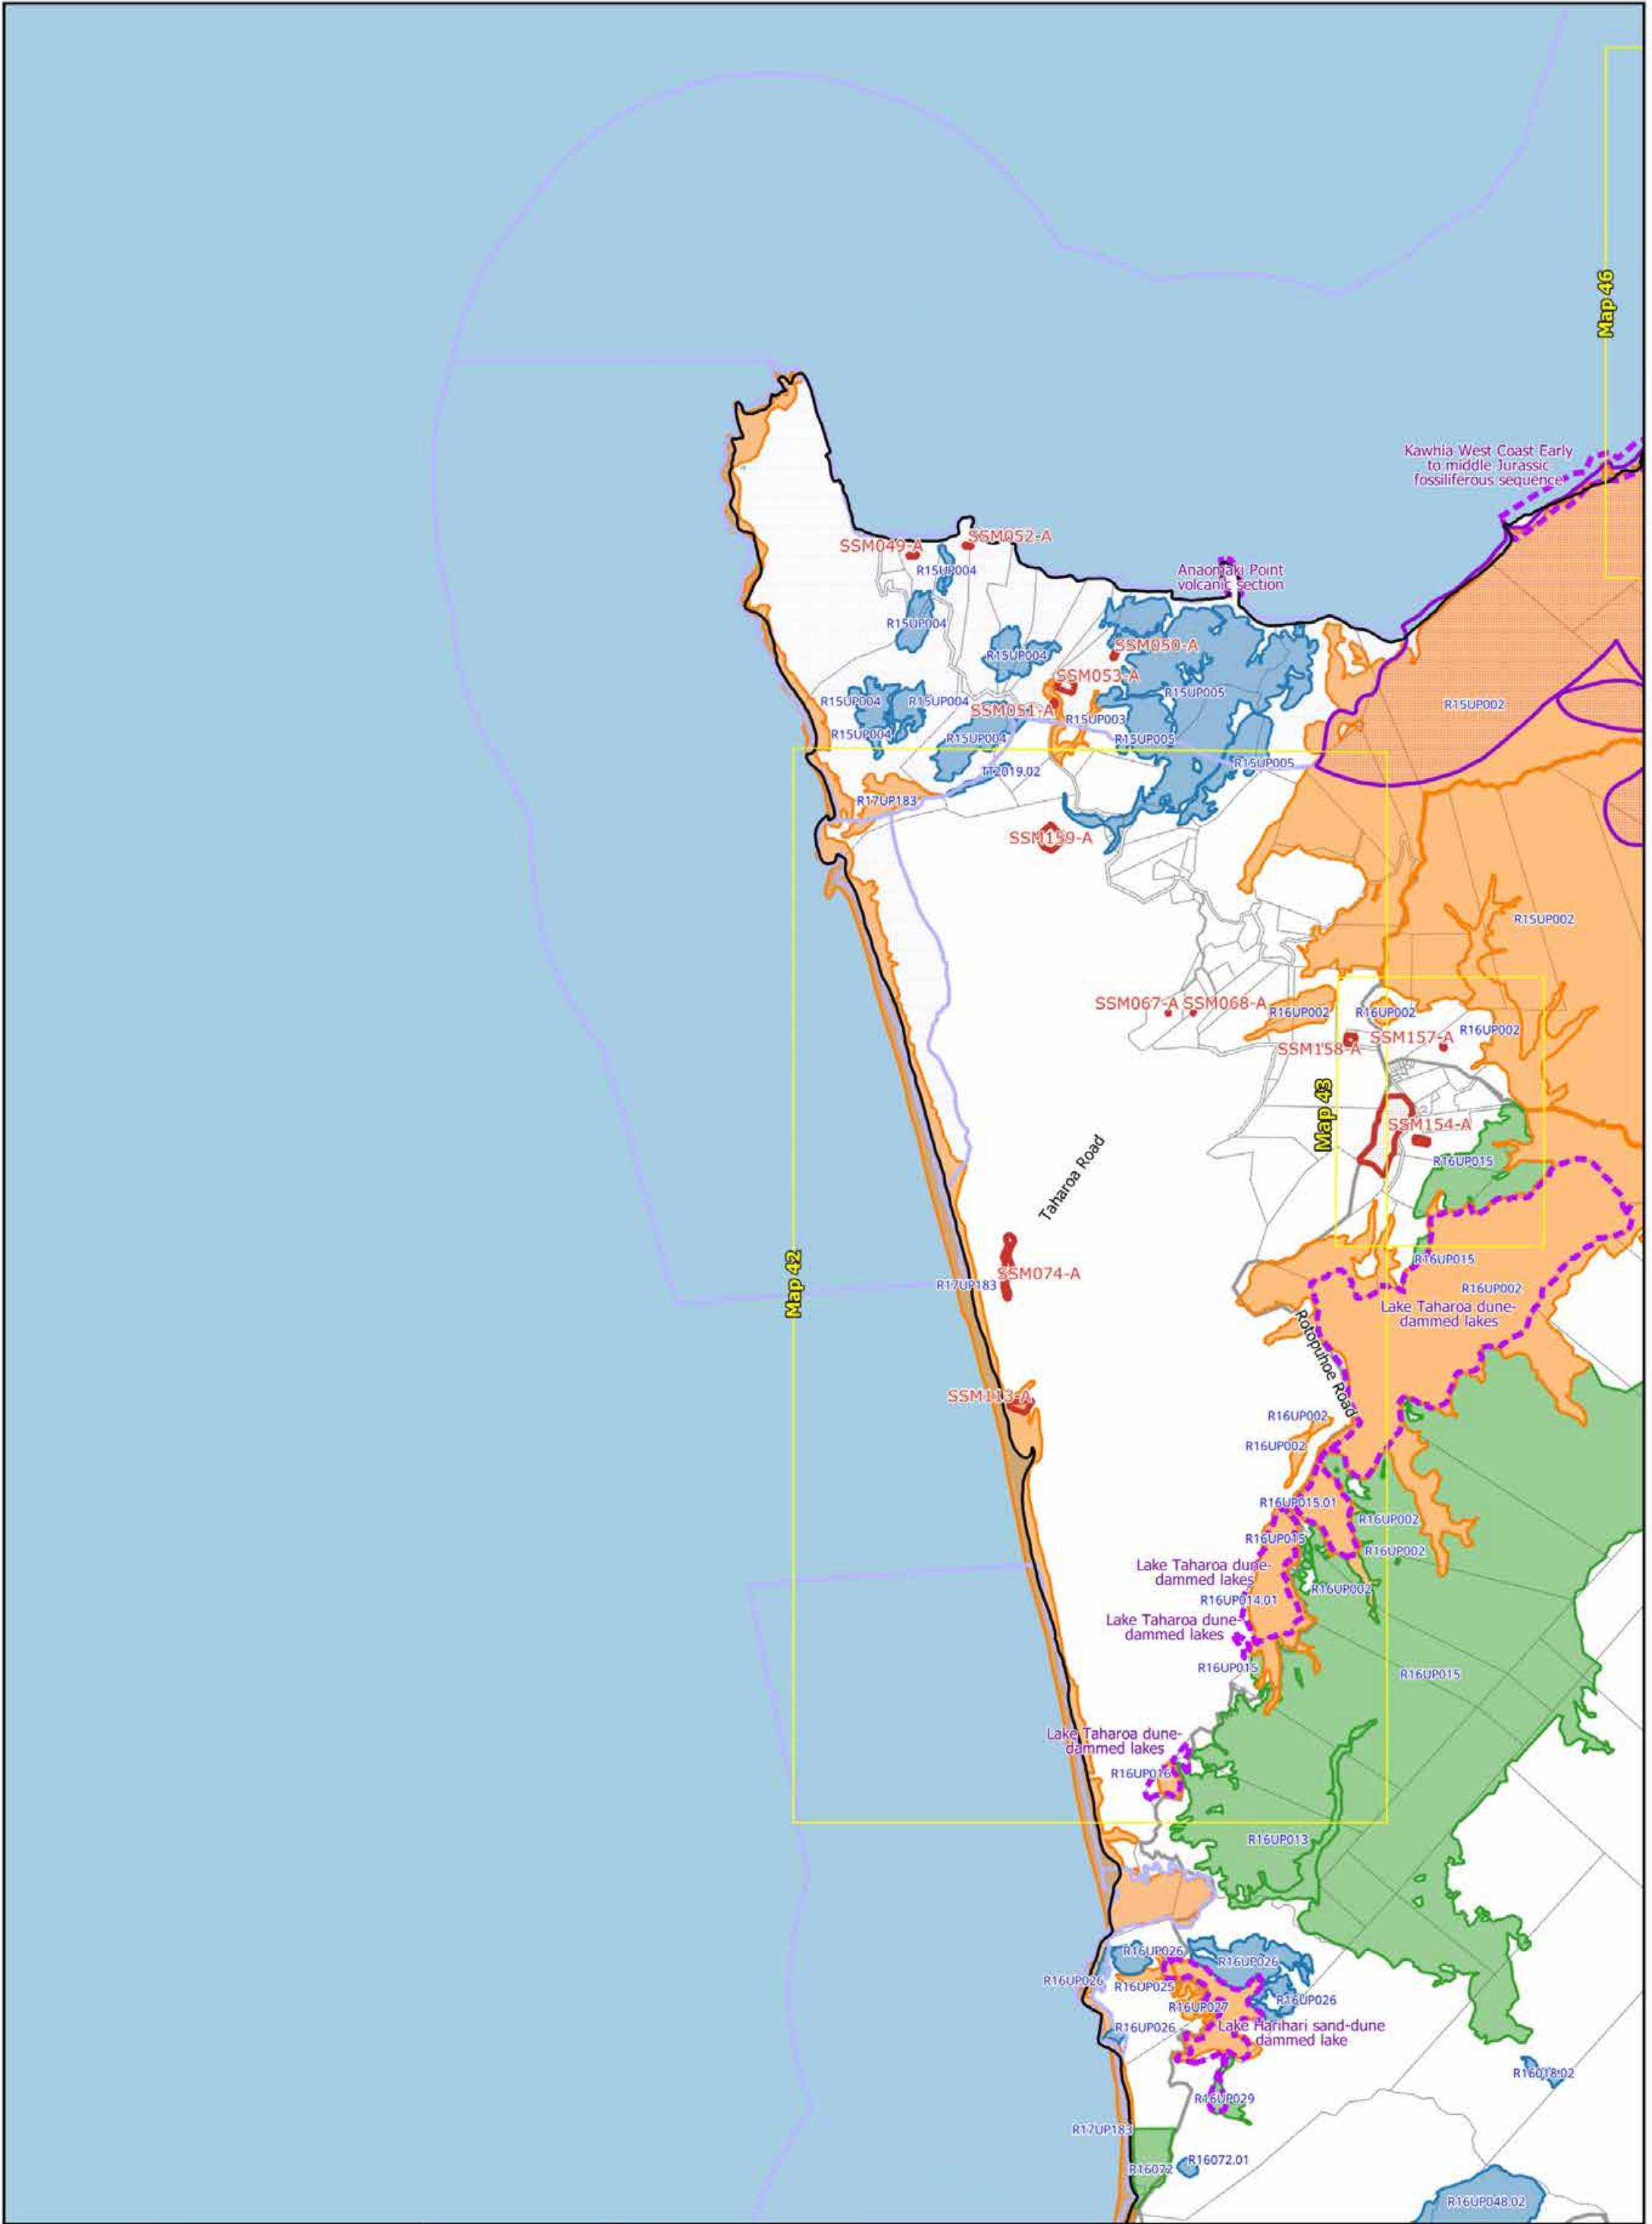 Map 46
Kawhia West Coast Early
to middle Jurassic
fossiliferous sequence
SSM052-A
SSM049-A
R15UP004
Anaomaki Point
volcanic section
R15UP004
SSM050-A
R15UP004
SSM053-A
R15UP005
R15UP004
R15UP004
R15UP002
SSM051-A
R15UP003
R15UP004
R15UP004
R15UP005
R15UP005
TT2019.02
R17UP183
SSM159-A
R15UP002
SSM067-A
SSM068-A
R16UP002
R16UP002
R16UP002
SSM157-A
SSM158-A
Map 43
SSM154-A
R16UP015
Taharoa Road
R16UP015
SSM074-A
R17UP183
R16UP002
Map 42
Lake Taharoa dune-
dammed lakes
Rotopuhoe Road
SSM113-A
R16UP002
R16UP002
R16UP015.01
R16UP002
R16UP015
R16UP002
Lake Taharoa dune-
dammed lakes
R16UP002
R16UP014.01
Lake Taharoa dune-
dammed lakes
R16UP015
R16UP015
Lake Taharoa dune-
dammed lakes
R16UP016
R16UP013
R16UP026
R16UP026
R16UP026
R16UP025
R16UP026
R16UP027
R16UP026
Lake Harihari sand-dune
dammed lake
R16018.02
R16UP029
R17UP183
R16072.01
R16072
R16UP048.02